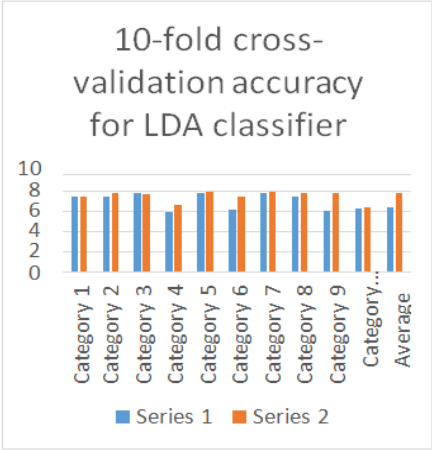 10-fold cross-
validation accuracy
for LDA classifier
10
8
6
4
2
0
Category 1
Category 2
Category 3
Category 4
Category 5
Category 6
Category 7
Category 8
Category 9
Category...
Average
Series 1 Series 2